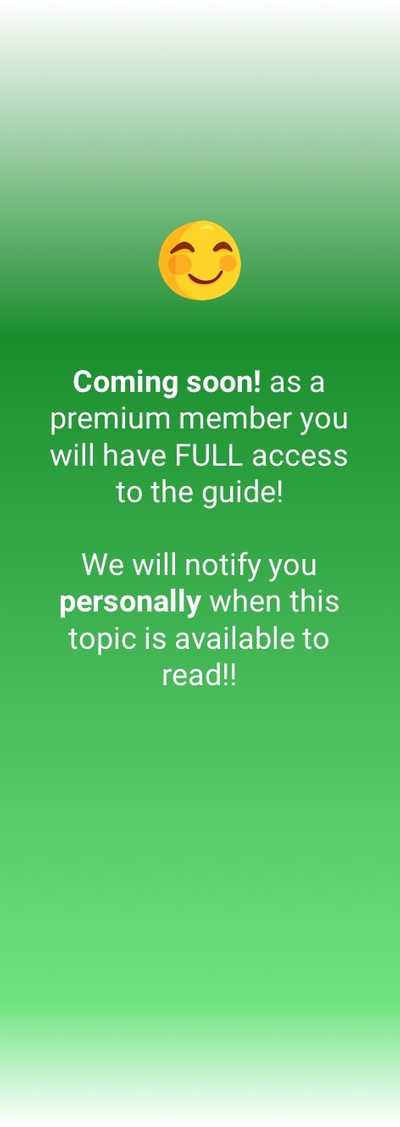 Coming soon! as a
premium member you
will have FULL access
to the guide!
We will notify you
personally when this
topic is available to
read!!